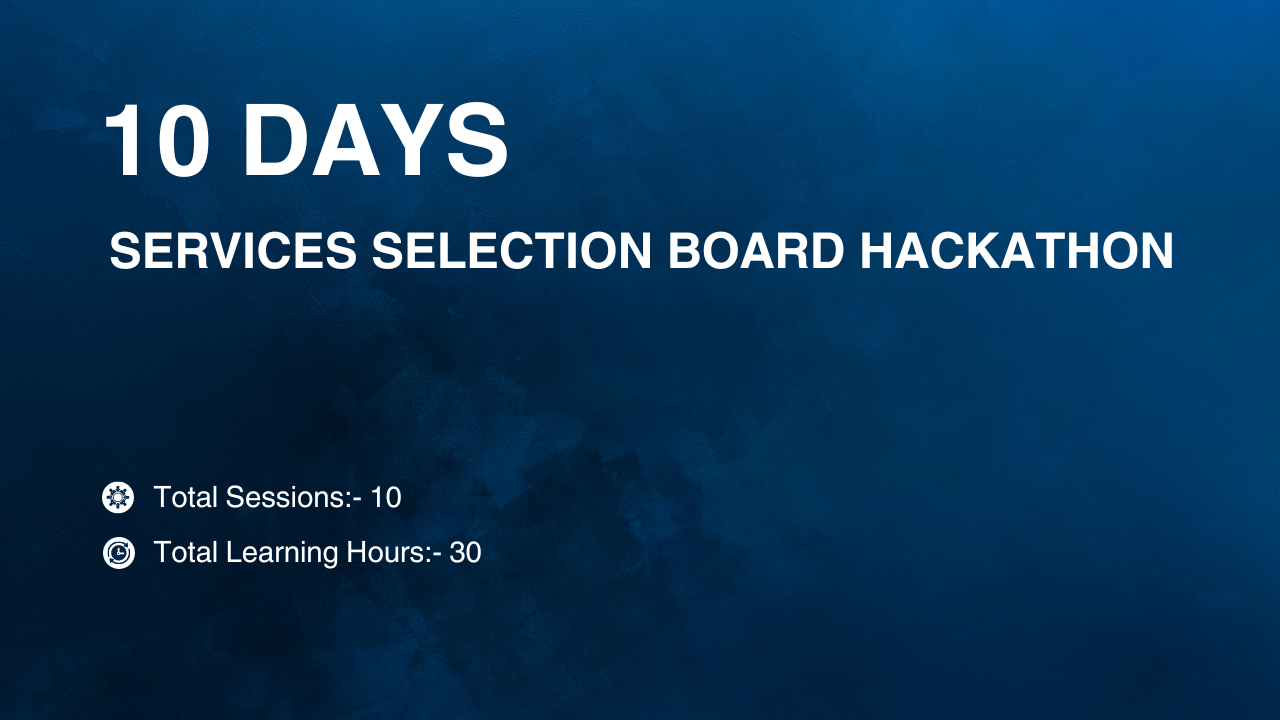 10 DAYS
SERVICES SELECTION BOARD HACKATHON
Total Sessions:- 10
Total Learning Hours:- 30